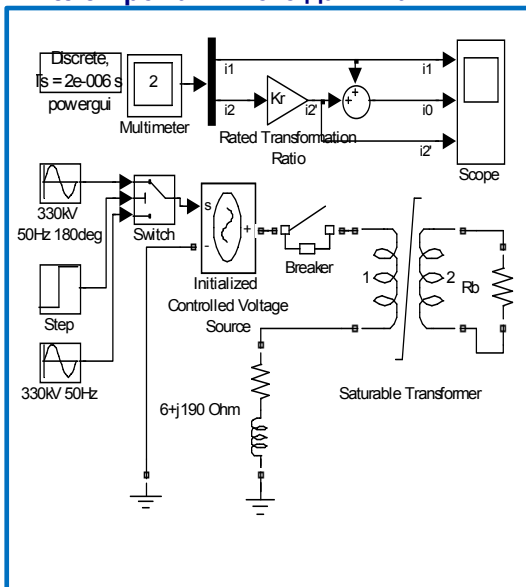 Discrete,
Ts = 2e-006 s
powergui
2
Multimeter
i1
i1
i2
Kr
i2'
i0
i2'
Rated Transformation
Ratio
Scope
330kV
50Hz 180deg
Switch
Step
330kV 50Hz
s
+
-
Initialized
Controlled Voltage
Source
Breaker
1
2
Rb
6+j190 Ohm
Saturable Transformer
+
+